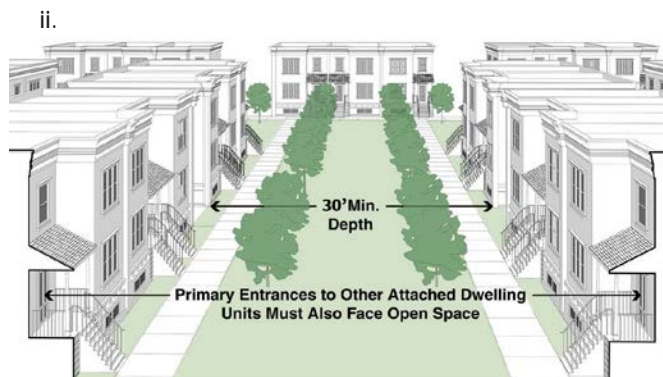 ii.
30'Min.
Depth
Primary Entrances to Other Attached Dwelling
Units Must Also Face Open Space